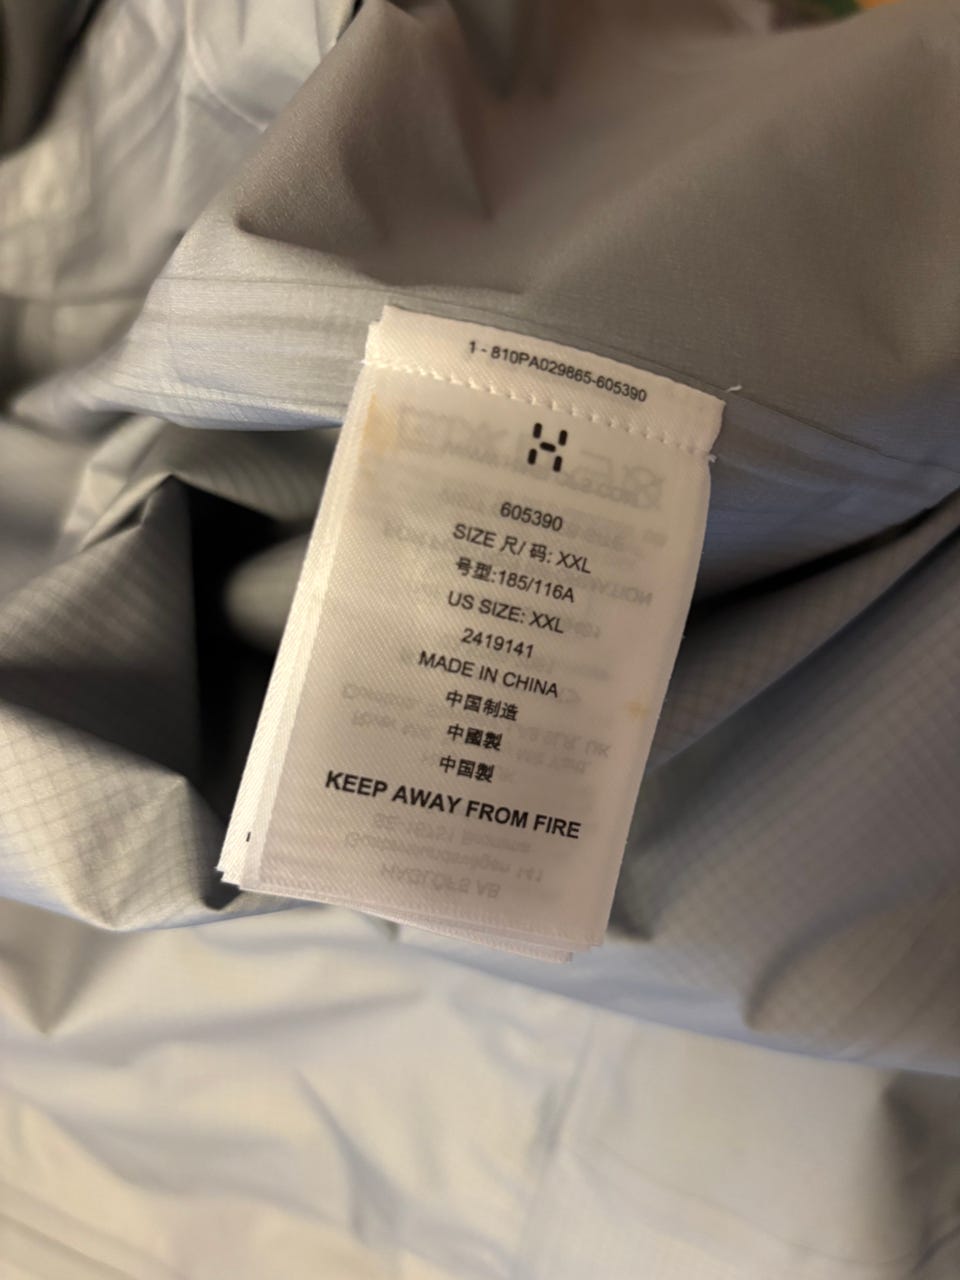 1 - 810PA029865-605390
605390
SIZE 尺/ 码: XXL
号型:185/116A
US SIZE: XXL
2419141
MADE IN CHINA
中国制造
中國製
中国製
KEEP AWAY FROM FIRE